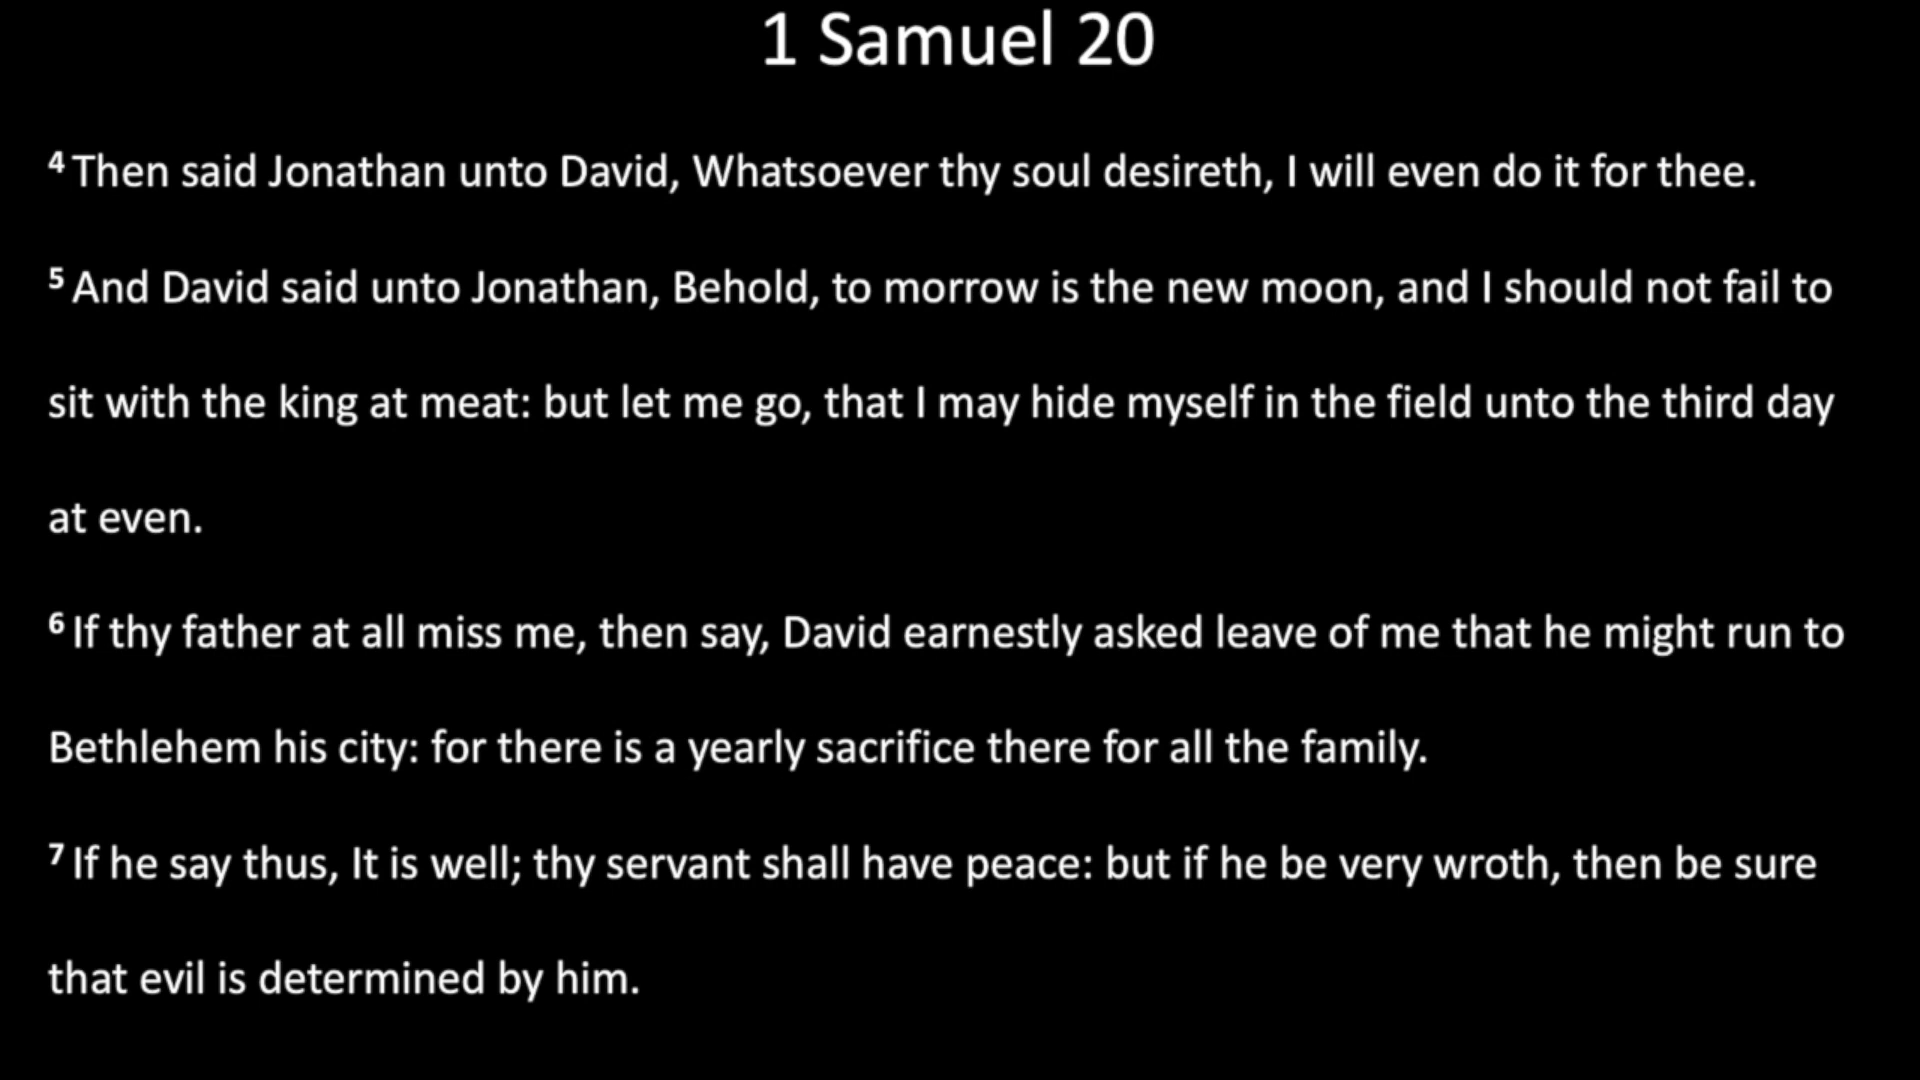 1 Samuel 20
4 Then said Jonathan unto David, Whatsoever thy soul desireth, I will even do it for thee.
5 And David said unto Jonathan, Behold, to morrow is the new moon, and I should not fail to
sit with the king at meat: but let me go, that I may hide myself in the field unto the third day
at even.
6 If thy father at all miss me, then say, David earnestly asked leave of me that he might run to
Bethlehem his city: for there is a yearly sacrifice there for all the family.
7 If he say thus, It is well; thy servant shall have peace: but if he be very wroth, then be sure
that evil is determined by him.